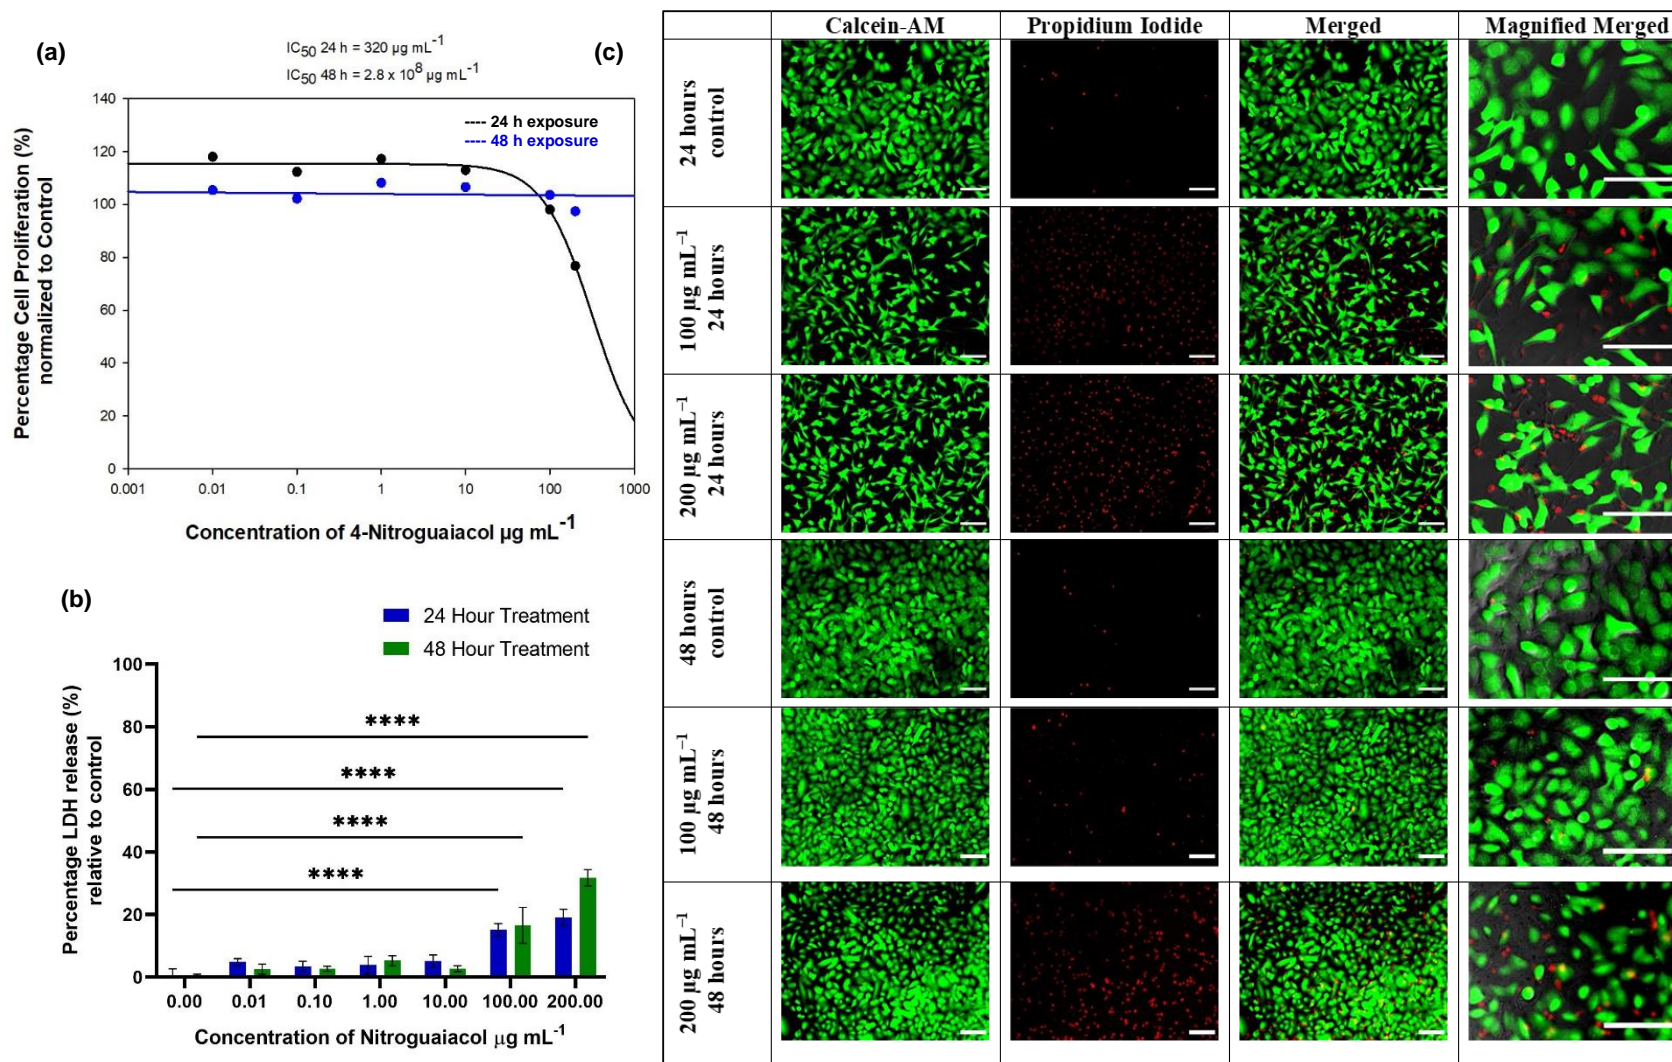 (a)
IC50 24 h = 320 µg mL-1
IC50 48 h = 2.8 x 10^8 µg mL-1
140
120
100
80
60
40
20
0
---- 24 h exposure
---- 48 h exposure
Percentage Cell Proliferation (%)
normalized to Control
0.001 0.01 0.1 1 10 100 1000
Concentration of 4-Nitroguaiacol µg mL-1
(b)
24 Hour Treatment
48 Hour Treatment
100
80
60
40
20
0
****
****
****
****
Percentage LDH release (%)
relative to control
0.00 0.01 0.10 1.00 10.00 100.00 200.00
Concentration of Nitroguaiacol µg mL-1
(c)
Calcein-AM Propidium Iodide Merged Magnified Merged
24 hours
control
100 µg mL−1
24 hours
200 µg mL−1
24 hours
48 hours
control
100 µg mL−1
48 hours
200 µg mL−1
48 hours